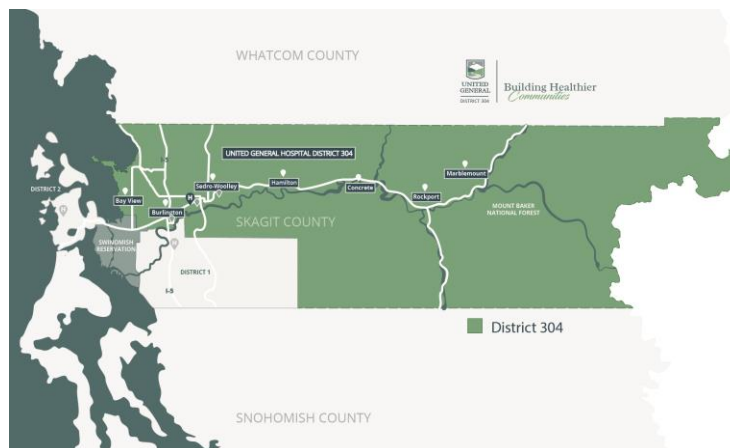 WHATCOM COUNTY
UNITED
GENERAL
DISTRICT 304
Building Healthier
Communities
I-5
UNITED GENERAL HOSPITAL DISTRICT 304
Marblemount
Sedro-Woolley
Hamilton
Concrete
DISTRICT 2
Bay View
H
Rockport
Burlington
H
MOUNT BAKER
NATIONAL FOREST
SKAGIT COUNTY
SWINOMISH
RESERVATION
H
DISTRICT 1
I-5
District 304
SNOHOMISH COUNTY